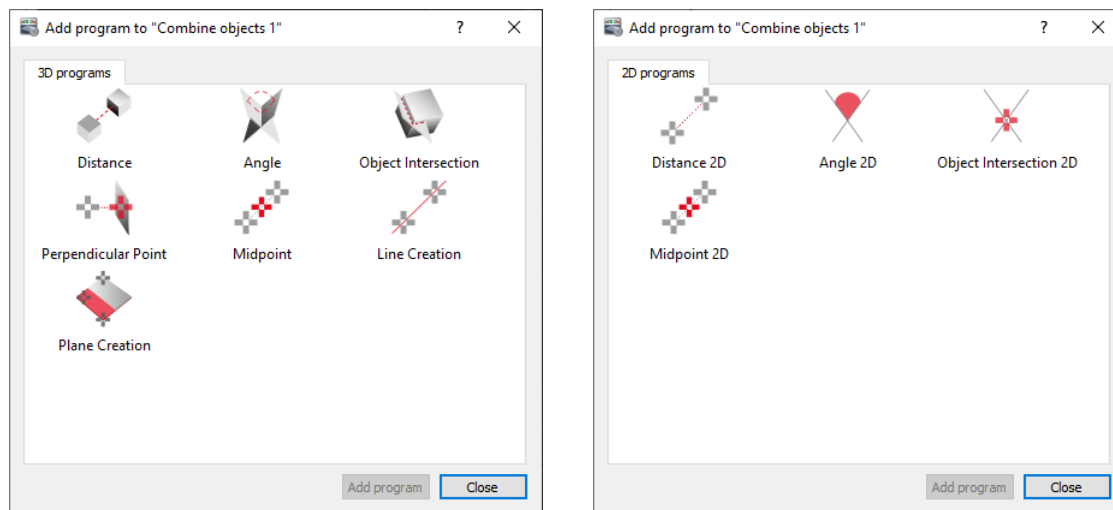 Add program to "Combine objects 1"
?
3D programs
Distance
Angle
Object Intersection
Perpendicular Point
Midpoint
Line Creation
Plane Creation
Add program
Close
Add program to "Combine objects 1"
?
2D programs
Distance 2D
Angle 2D
Object Intersection 2D
Midpoint 2D
Add program
Close